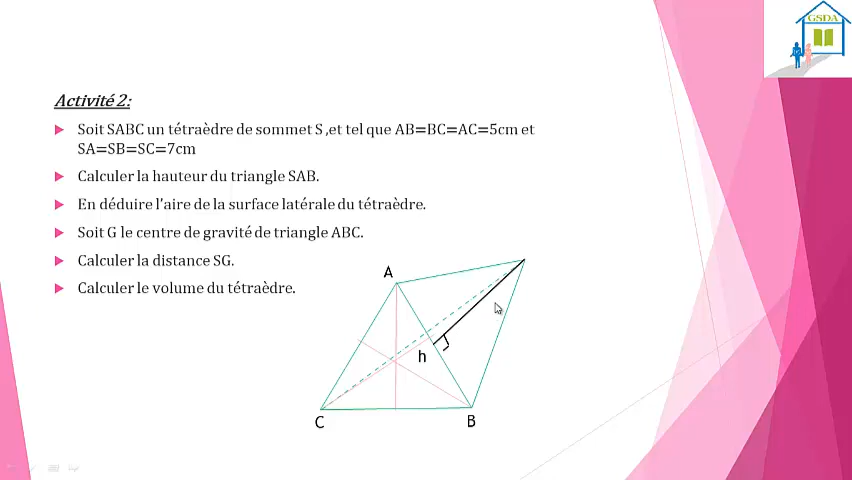 GSDA
Activité 2:
Soit SABC un tétraèdre de sommet S ,et tel que AB=BC=AC=5cm et
SA=SB=SC=7cm
Calculer la hauteur du triangle SAB.
En déduire l'aire de la surface latérale du tétraèdre.
Soit G le centre de gravité de triangle ABC.
Calculer la distance SG.
Calculer le volume du tétraèdre.
A
h
C
B